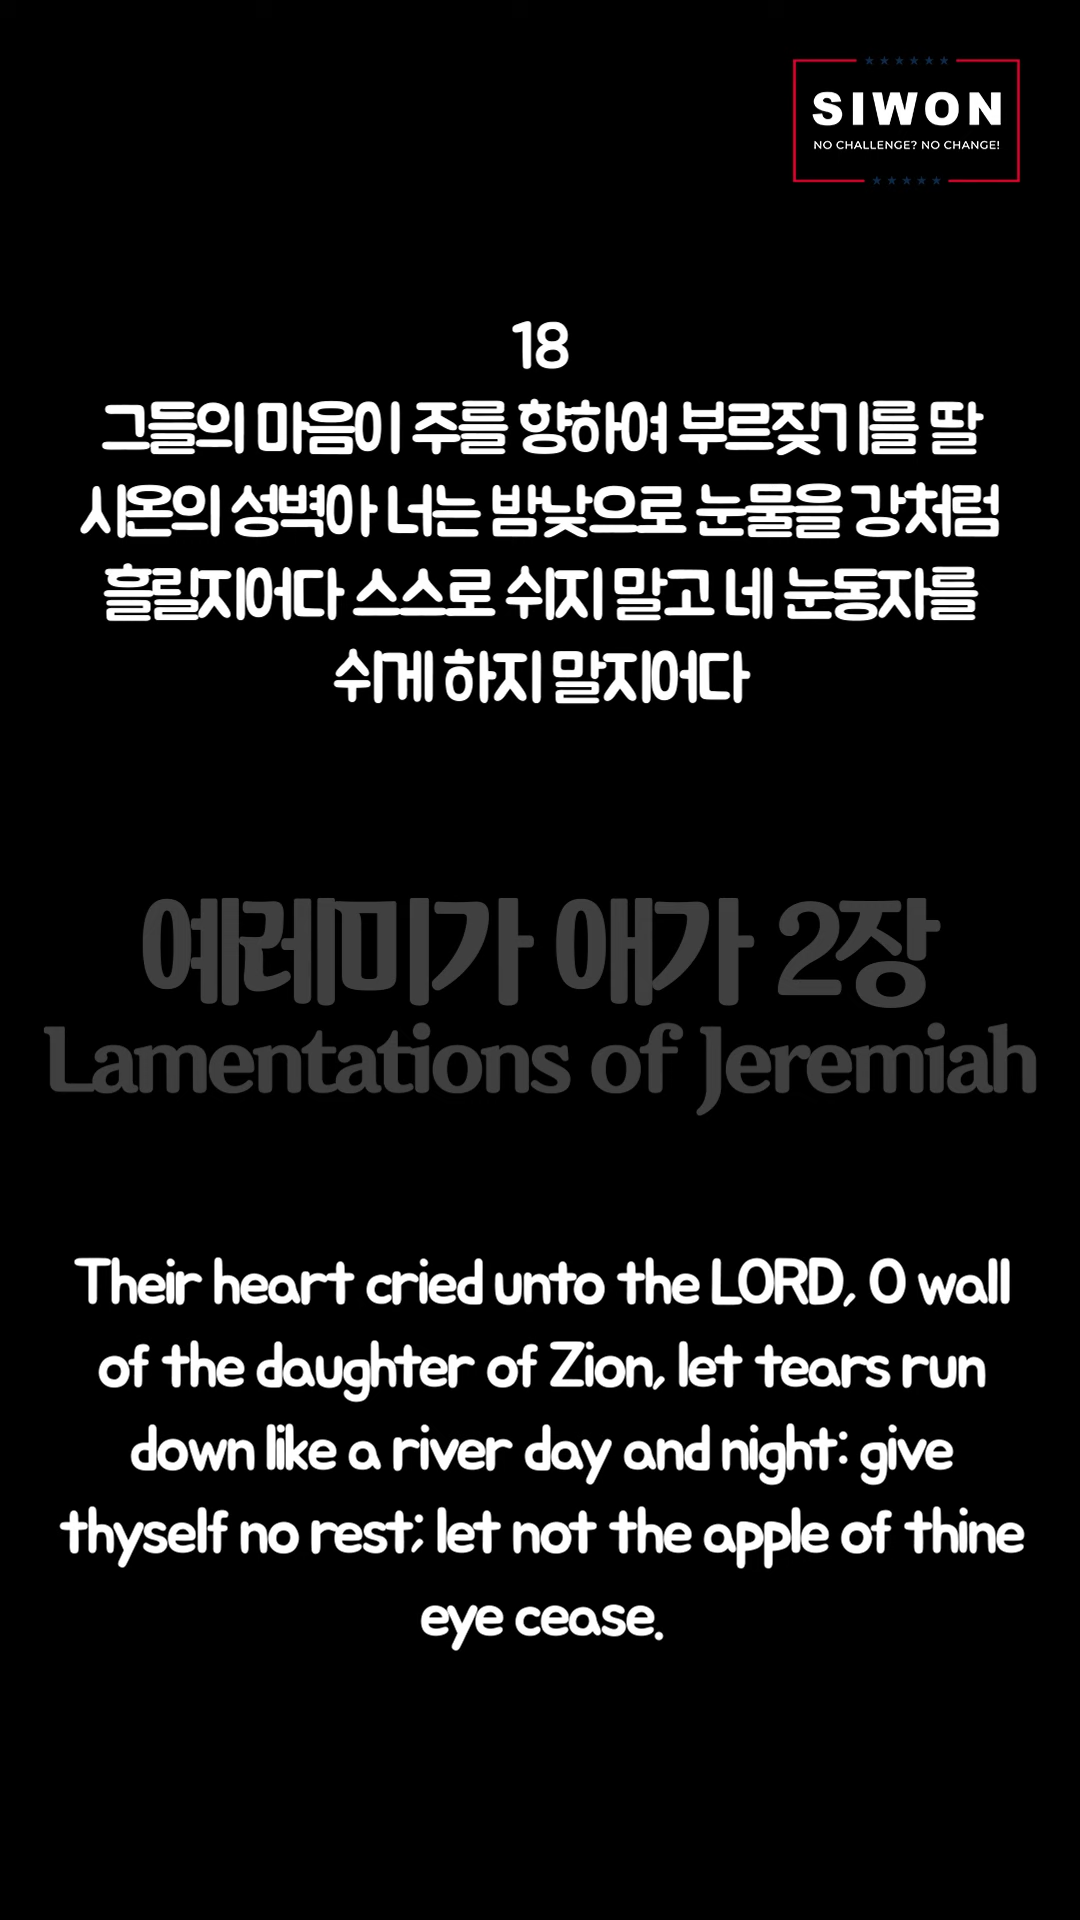 SIWON
NO CHALLENGE? NO CHANGE!
18
그들의 마음이 주를 향하여 부르짖기를 딸
시온의 성벽아 너는 밤낮으로 눈물을 강처럼
흘릴지어다 스스로 쉬지 말고 네 눈동자를
쉬게 하지 말지어다
예레미가 애가 2장
Lamentations of Jeremiah
Their heart cried unto the LORD, O wall
of the daughter of Zion, let tears run
down like a river day and night: give
thyself no rest; let not the apple of thine
eye cease.